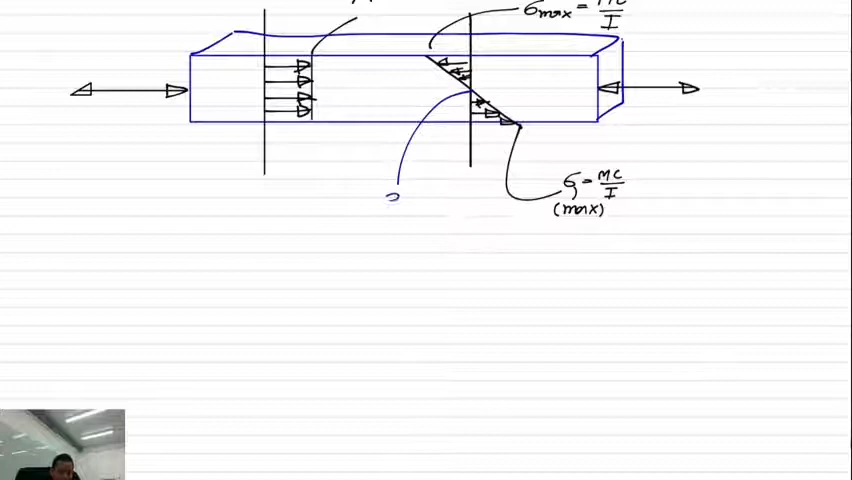 σmax = MC/I
σ = MC/I
(max)